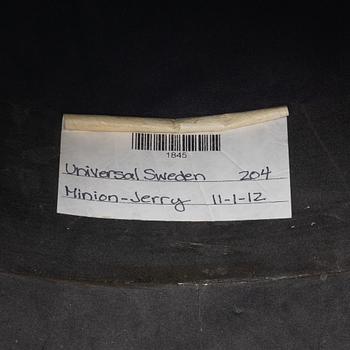 1845
Universal Sweden 204
Minion-Jerry 11-1-12